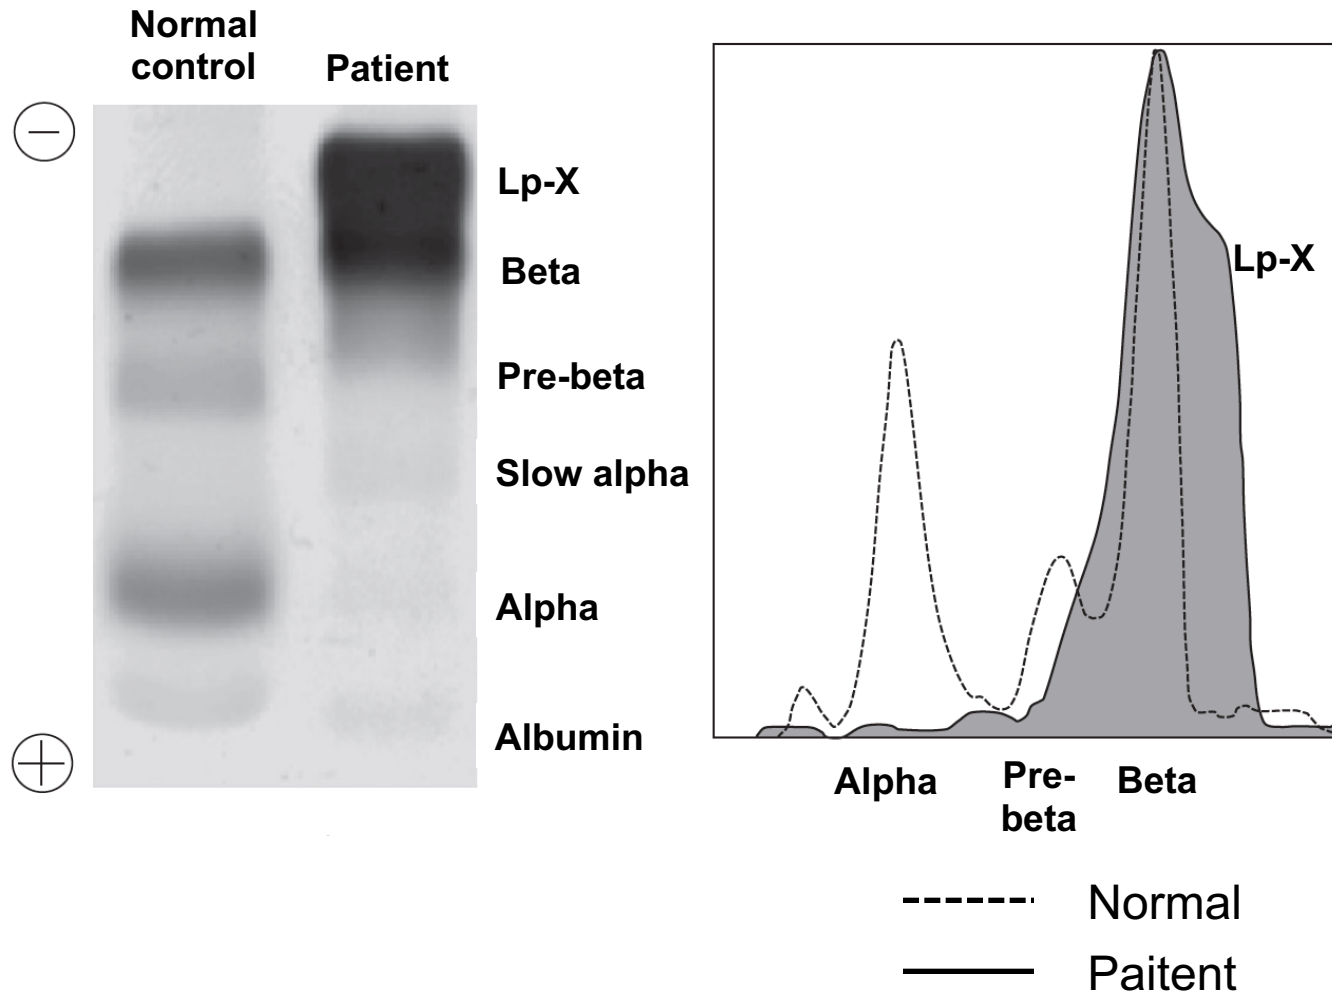 Normal
control
Patient
−
Lp-X
Beta
Pre-beta
Slow alpha
Alpha
Albumin
+
Lp-X
Alpha
Pre-
beta
Beta
Normal
Paitent